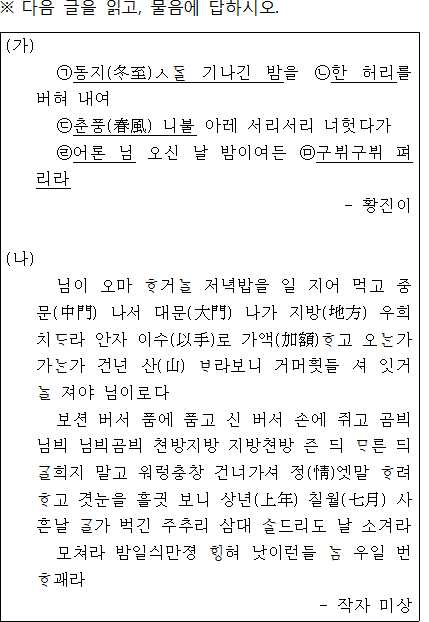 ※ 다음 글을 읽고, 물음에 답하시오.
(가)
㉠동지(冬至)ㅅᄃᆞᆯ 기나긴 밤을 ㉡한 허리를
버혀 내여
㉢춘풍(春風) 니불 아레 서리서리 너헛다가
㉣어론 님 오신 날 밤이여든 ㉤구뷔구뷔 펴
리라
- 황진이
(나)
님이 오마 ᄒᆞ거ᄂᆞᆯ 저녁밥을 일 지어 먹고 중
문(中門) 나서 대문(大門) 나가 지방(地方) 우희
치ᄃᆞ라 안자 이수(以手)로 가액(加額)ᄒᆞ고 오ᄂᆞᆫ가
가ᄂᆞᆫ가 건넌 산(山) ᄇᆞ라보니 거머횟들 셔 잇거
ᄂᆞᆯ 져야 님이로다
보션 버서 품에 품고 신 버서 손에 쥐고 곰븨
님븨 님븨곰븨 쳔방지방 지방쳔방 즌 듸 ᄆᆞ른 듸
ᄀᆞᆯ희지 말고 워렁충창 건너가셔 정(情)엣말 ᄒᆞ려
ᄒᆞ고 겻눈을 흘긧 보니 상년(上年) 칠월(七月) 사
흔날 ᄀᆞᆯ가 벅긴 주추리 삼대 ᄉᆞᆯ드리도 날 소겨라
모쳐라 밤일식만졍 ᄒᆡᆼ혀 낫이런들 ᄂᆞᆷ 우일 번
ᄒᆞ괘라
- 작자 미상